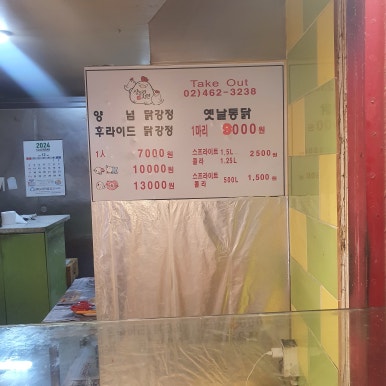 Take Out
02)462-3238
양 념 닭강정
후라이드 닭강정
옛날통닭
1마리 9000원
1人 7000원
10000원
13000원
스프라이트 1.5L
콜라 1.25L
2500원
스프라이트
콜라
500L 1,500원
2024